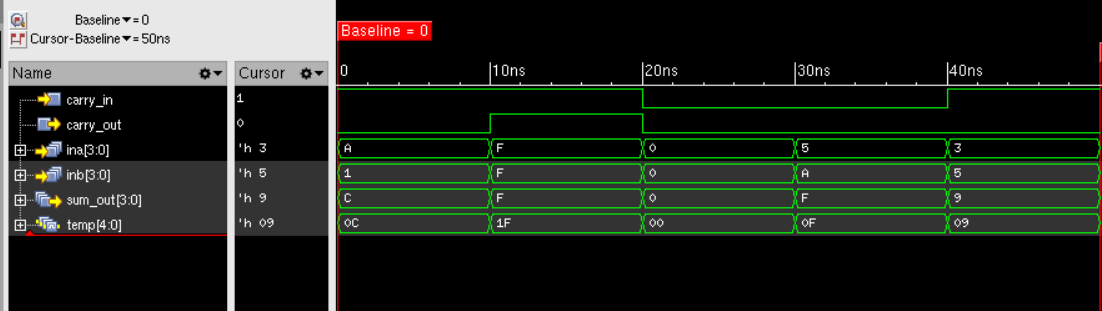 Baseline▼=0
Cursor-Baseline▼=50ns
Baseline = 0
Name Cursor 0 10ns 20ns 30ns 40ns
carry_in 1
carry_out 0
ina[3:0] 'h 3 A F 0 5 3
inb[3:0] 'h 5 1 F 0 A 5
sum_out[3:0] 'h 9 C F 0 F 9
temp[4:0] 'h 09 0C 1F 00 0F 09